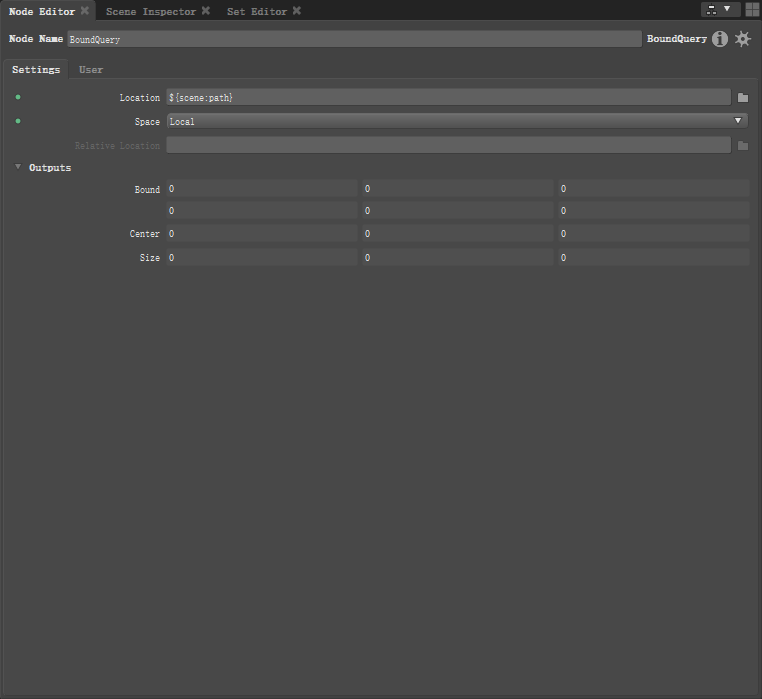 Node Editor Scene Inspector Set Editor
Node Name BoundQuery BoundQuery
Settings User
Location ${scene:path}
Space Local
Relative Location
Outputs
Bound 0 0 0
0 0 0
Center 0 0 0
Size 0 0 0